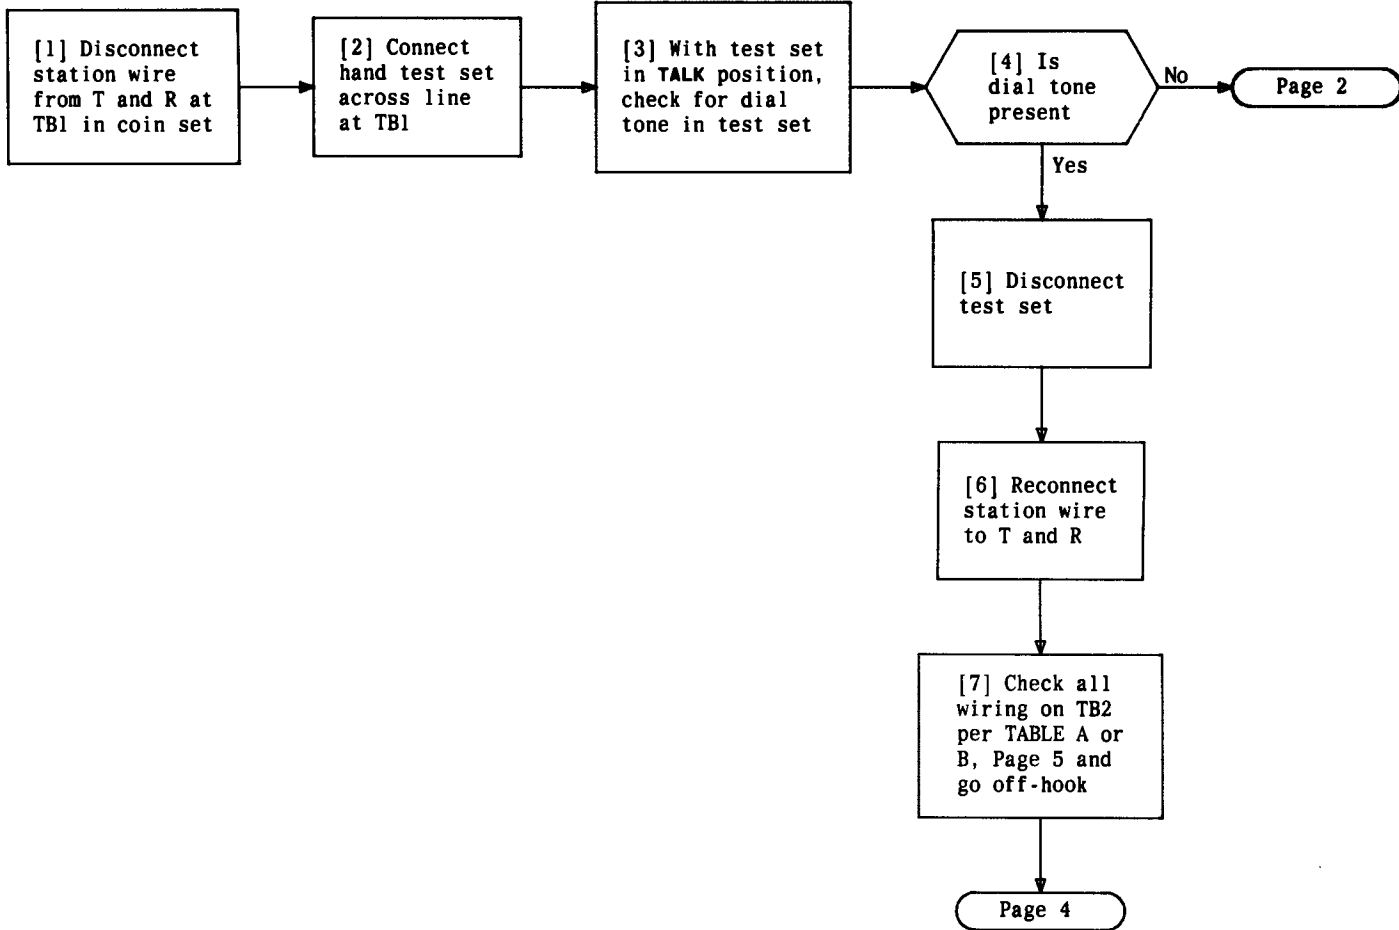 [1] Disconnect
station wire
from T and R at
TB1 in coin set
[2] Connect
hand test set
across line
at TB1
[3] With test set
in TALK position,
check for dial
tone in test set
[4] Is
dial tone
present
No
Page 2
Yes
[5] Disconnect
test set
[6] Reconnect
station wire
to T and R
[7] Check all
wiring on TB2
per TABLE A or
B, Page 5 and
go off-hook
Page 4